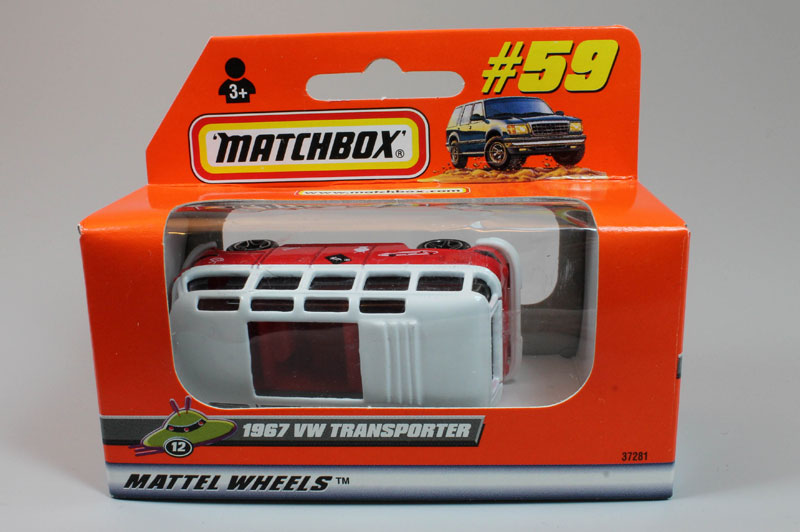 #59
3+
'MATCHBOX'®
www.matchbox.com
12
1967 VW TRANSPORTER
37281
MATTEL WHEELS™